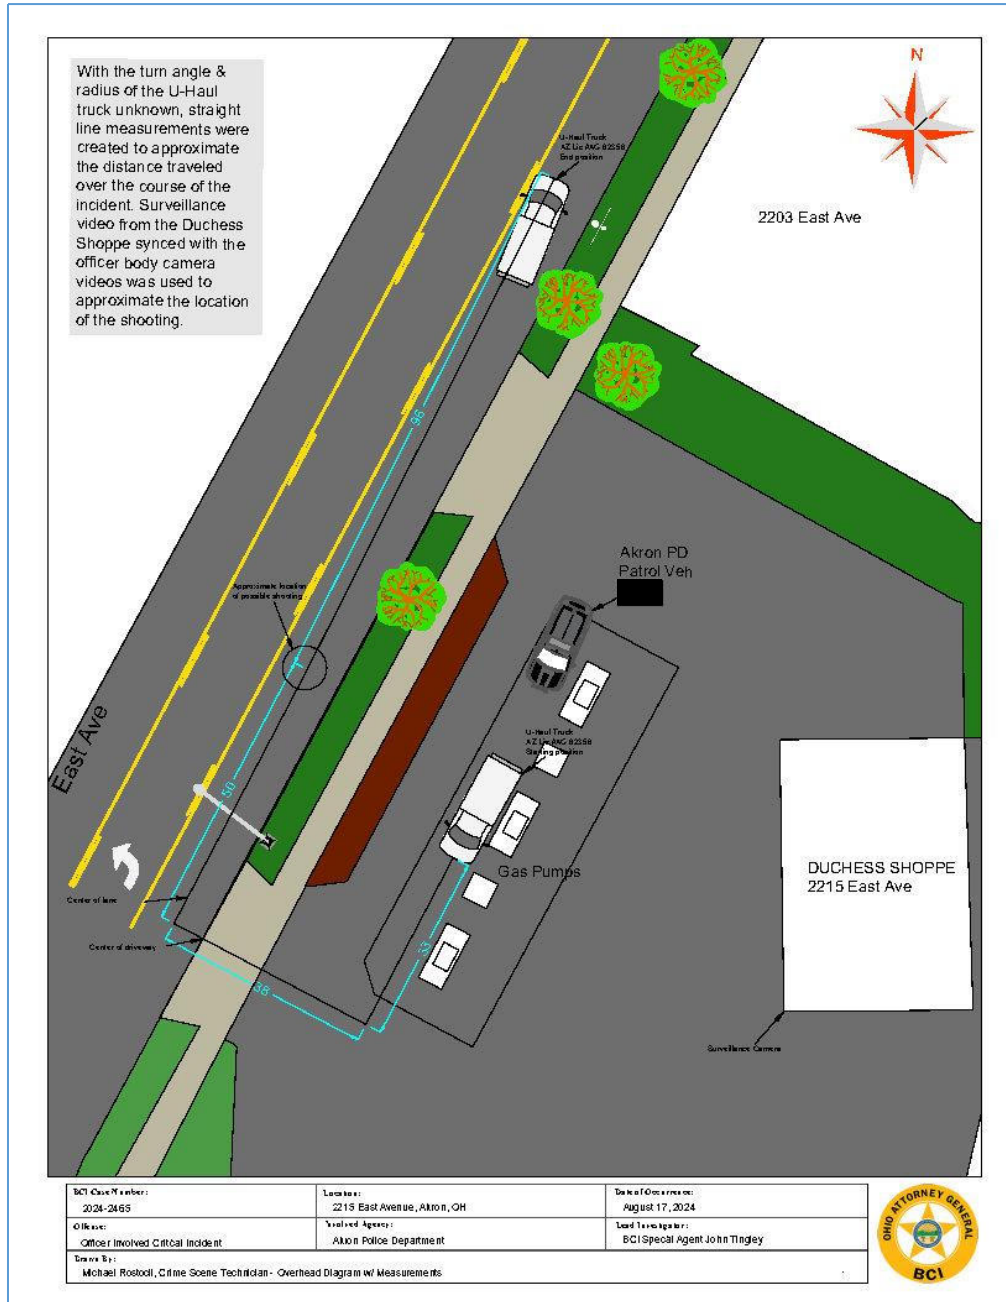 With the turn angle &
radius of the U-Haul
truck unknown, straight
line measurements were
created to approximate
the distance traveled
over the course of the
incident. Surveillance
video from the Duchess
Shoppe synced with the
officer body camera
videos was used to
approximate the location
of the shooting.
N
U-Haul Truck
AZ Lic
End position
2203 East Ave
96
Akron PD
Patrol Veh
Approximate location
of possible shooting
U-Haul Truck
AZ Lic
Starting position
East Ave
50
Gas Pumps
DUCHESS SHOPPE
2215 East Ave
Center of lane
Center of driveway
33
38
Surveillance Camera
BCI Case Number:
2024-2465
Location:
2215 East Avenue, Akron, OH
Date of Occurrence:
August 17, 2024
Offense:
Officer Involved Critical Incident
Involved Agency:
Akron Police Department
Lead Investigator:
BCI Special Agent John Tingley
Drawn By:
Michael Rostocil, Crime Scene Technician - Overhead Diagram w/ Measurements
OHIO ATTORNEY GENERAL
BCI